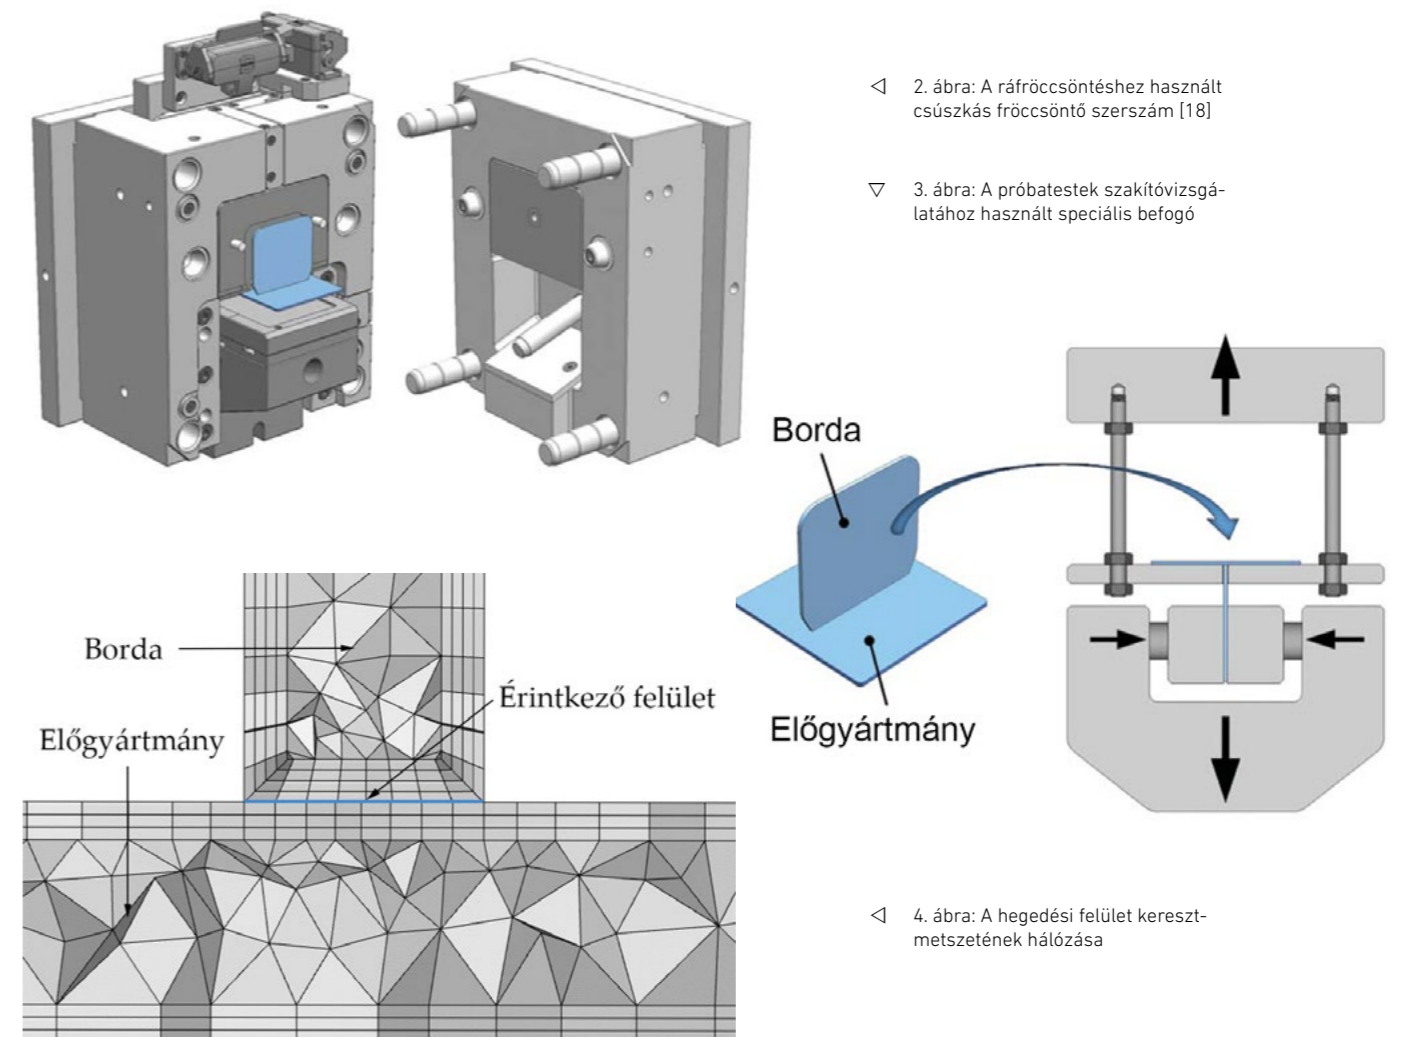 ◁ 2. ábra: A ráfröccsöntéshez használt
csúszkás fröccsöntő szerszám [18]
▽ 3. ábra: A próbatestek szakítóvizsgá-
latához használt speciális befogó
Borda
Előgyártmány
Borda
Érintkező felület
Előgyártmány
◁ 4. ábra: A hegedési felület kereszt-
metszetének hálózása